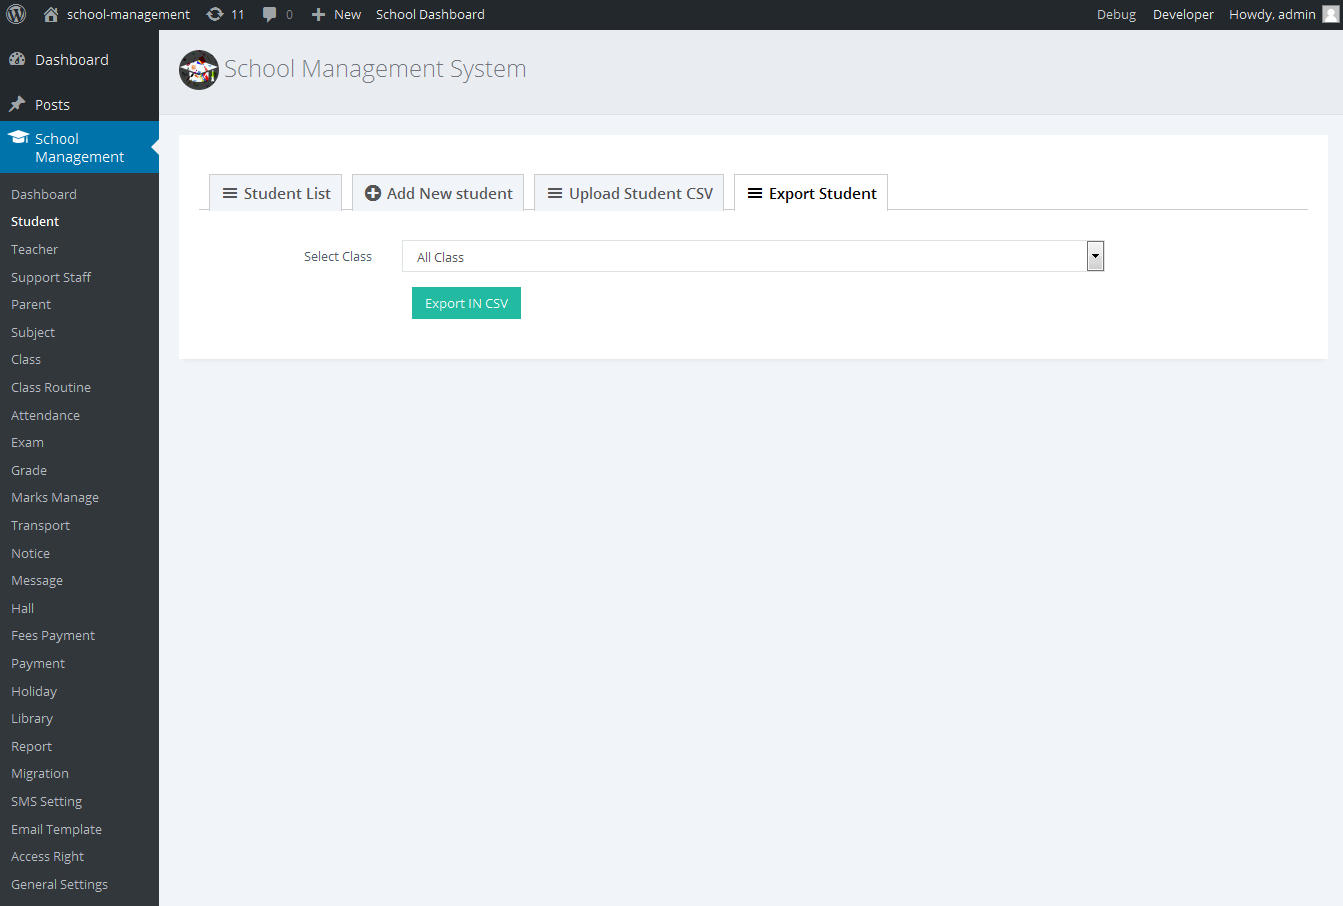 school-management 11 0 New School Dashboard Debug Developer Howdy, admin
Dashboard
Posts
School
Management
Dashboard
Student
Teacher
Support Staff
Parent
Subject
Class
Class Routine
Attendance
Exam
Grade
Marks Manage
Transport
Notice
Message
Hall
Fees Payment
Payment
Holiday
Library
Report
Migration
SMS Setting
Email Template
Access Right
General Settings
School Management System
Student List Add New student Upload Student CSV Export Student
Select Class All Class
Export IN CSV